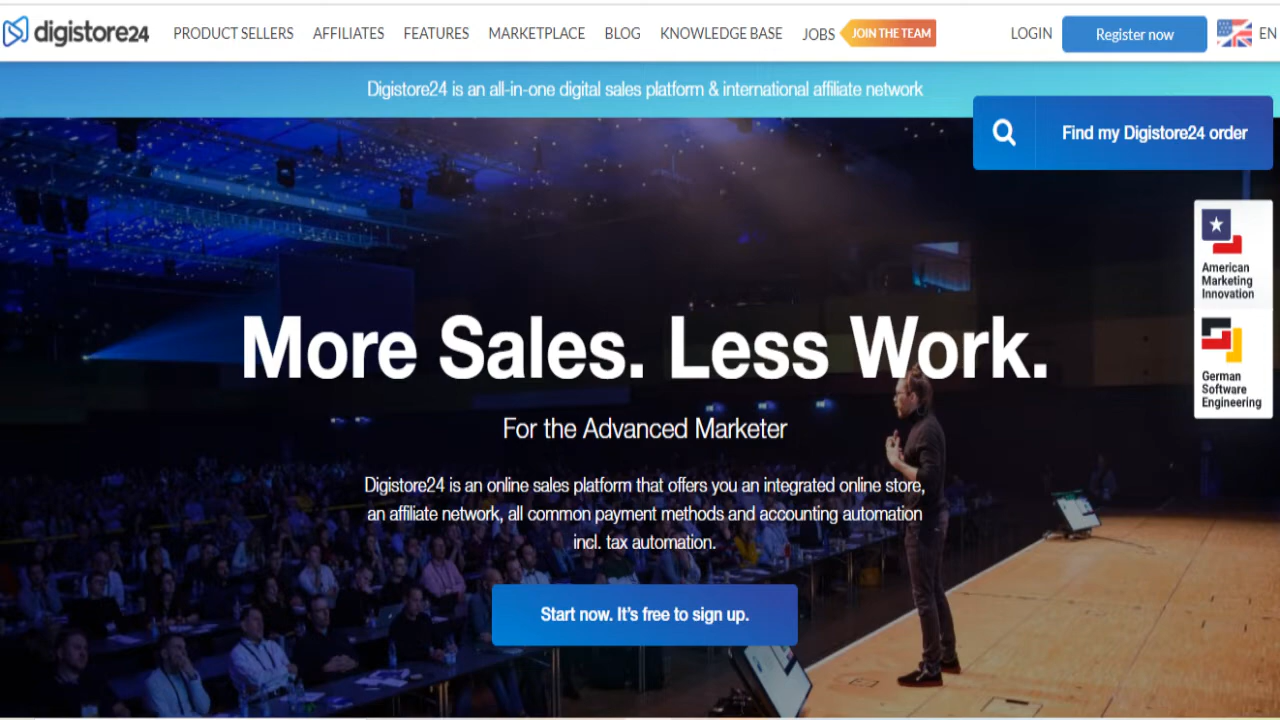 digistore24
PRODUCT SELLERS AFFILIATES FEATURES MARKETPLACE BLOG KNOWLEDGE BASE JOBS JOIN THE TEAM LOGIN Register now EN
Digistore24 is an all-in-one digital sales platform & international affiliate network
Find my Digistore24 order
American
Marketing
Innovation
German
Software
Engineering
More Sales. Less Work.
For the Advanced Marketer
Digistore24 is an online sales platform that offers you an integrated online store,
an affiliate network, all common payment methods and accounting automation
incl. tax automation.
Start now. It's free to sign up.